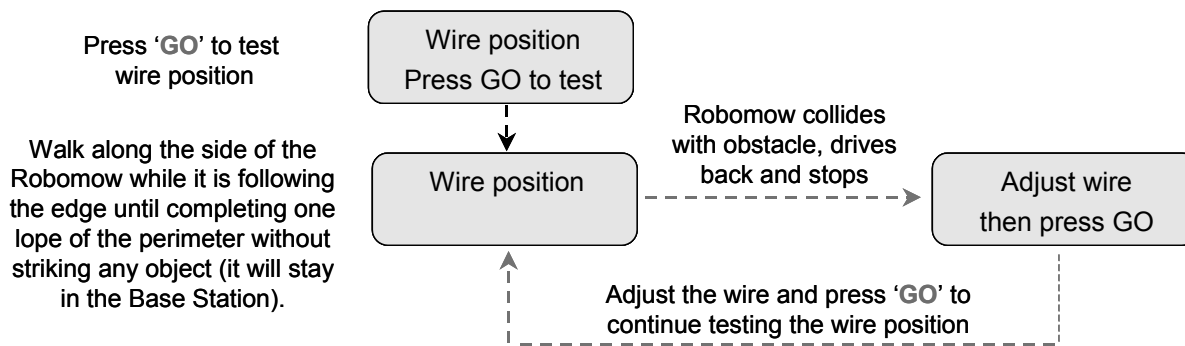 Press ‘GO’ to test
wire position
Wire position
Press GO to test
Walk along the side of the
Robomow while it is following
the edge until completing one
lope of the perimeter without
striking any object (it will stay
in the Base Station).
Wire position
Robomow collides
with obstacle, drives
back and stops
Adjust wire
then press GO
Adjust the wire and press ‘GO’ to
continue testing the wire position